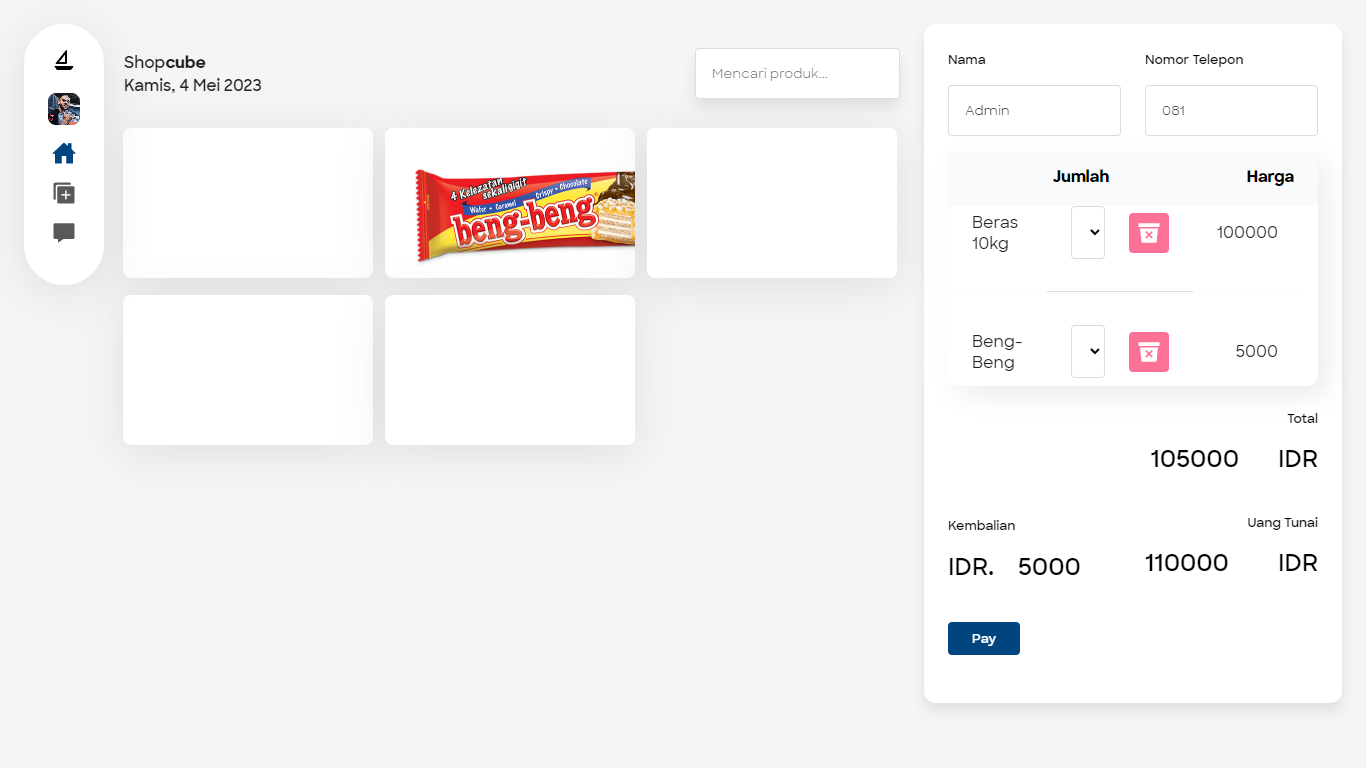 Shopcube
Kamis, 4 Mei 2023
Mencari produk...
4 Kelezatan
sekali gigit
Wafer • Caramel Crispy • Chocolate
beng-beng
Nama
Nomor Telepon
Admin
081
Jumlah
Harga
Beras
10kg
100000
Beng-
Beng
5000
Total
105000 IDR
Kembalian
Uang Tunai
IDR. 5000
110000 IDR
Pay